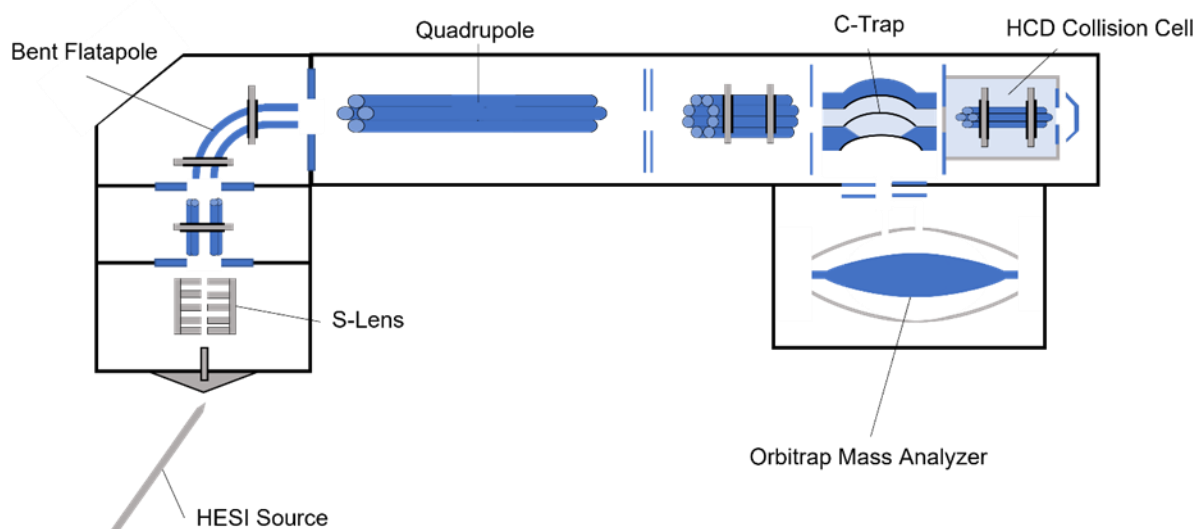 Bent Flatapole
Quadrupole
C-Trap
HCD Collision Cell
S-Lens
Orbitrap Mass Analyzer
HESI Source